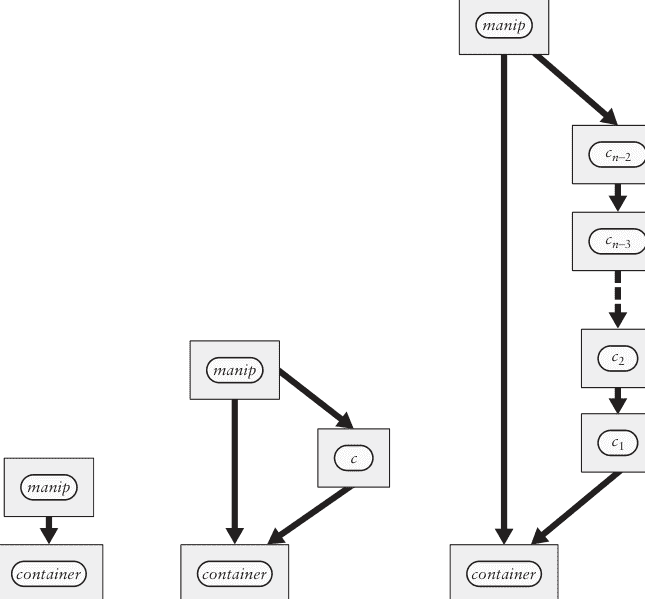 manip
c_{n–2}
c_{n–3}
manip
c_2
manip
c
c_1
container
container
container